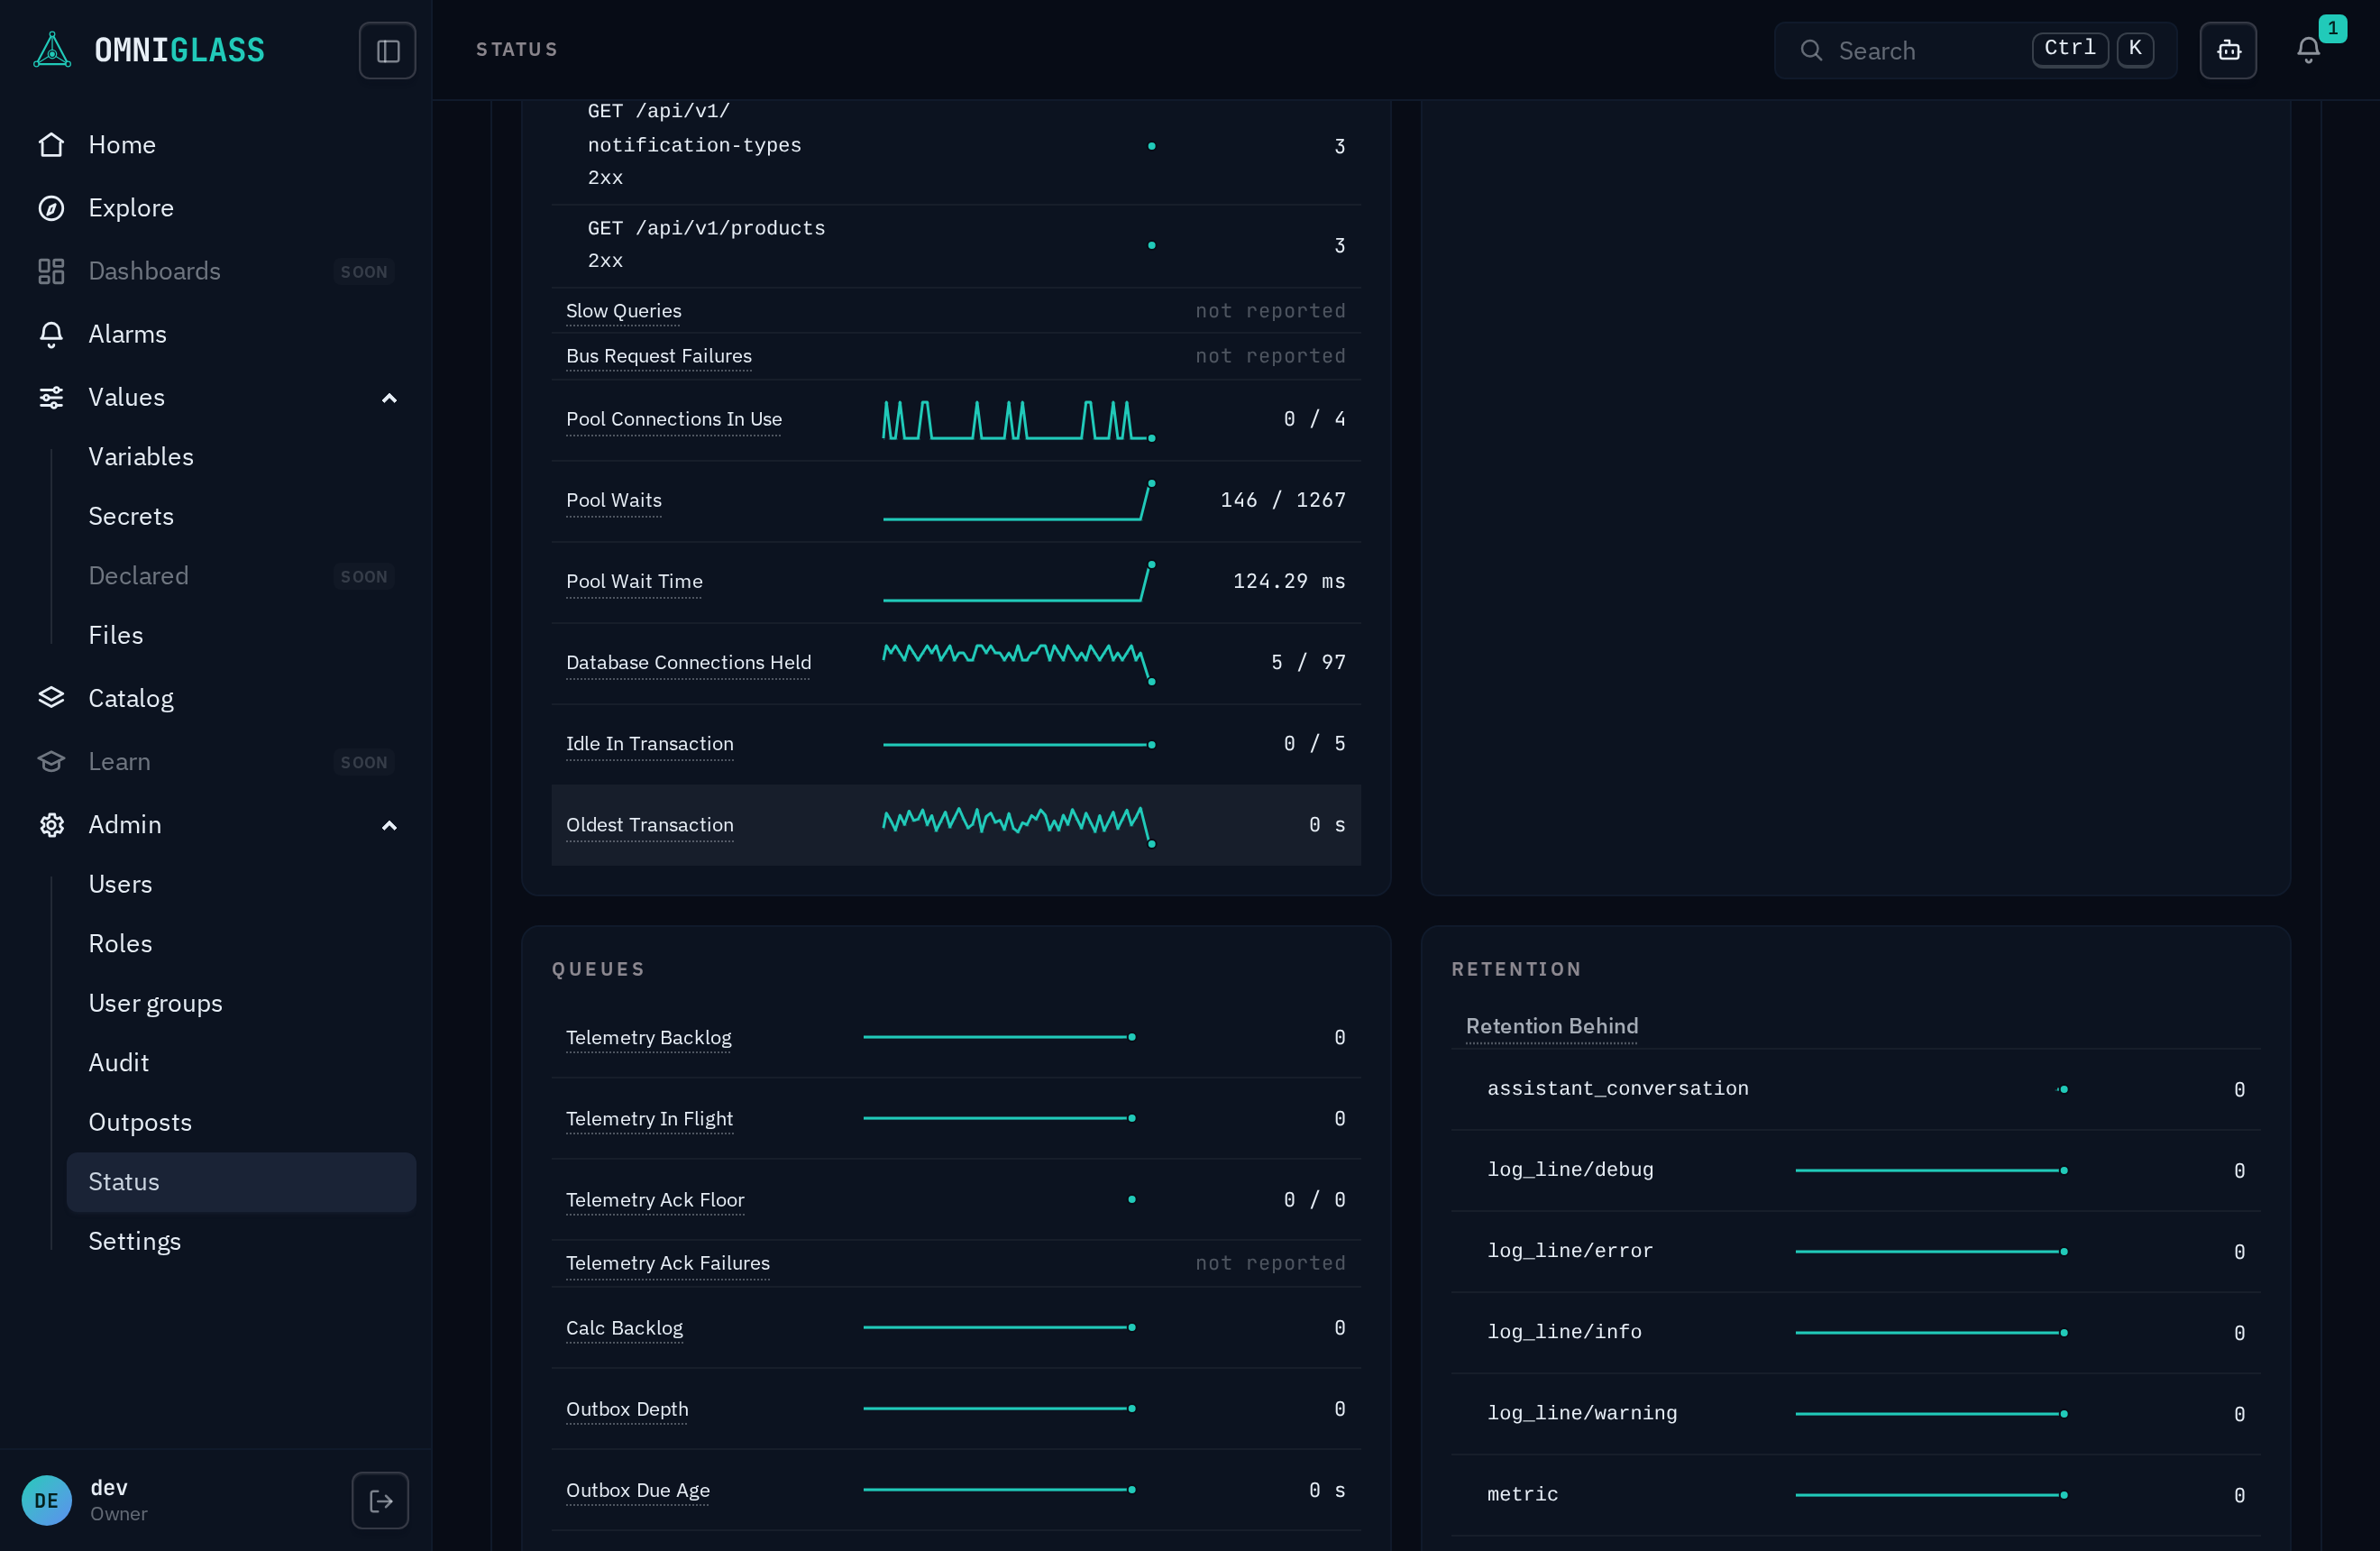 OMNIGLASS
STATUS
Search
Ctrl K
1
Home
Explore
Dashboards SOON
Alarms
Values
Variables
Secrets
Declared SOON
Files
Catalog
Learn SOON
Admin
Users
Roles
User groups
Audit
Outposts
Status
Settings
DE
dev
Owner
GET /api/v1/
notification-types
2xx
3
GET /api/v1/products
2xx
3
Slow Queries not reported
Bus Request Failures not reported
Pool Connections In Use 0 / 4
Pool Waits 146 / 1267
Pool Wait Time 124.29 ms
Database Connections Held 5 / 97
Idle In Transaction 0 / 5
Oldest Transaction 0 s
QUEUES
Telemetry Backlog 0
Telemetry In Flight 0
Telemetry Ack Floor 0 / 0
Telemetry Ack Failures not reported
Calc Backlog 0
Outbox Depth 0
Outbox Due Age 0 s
RETENTION
Retention Behind
assistant_conversation 0
log_line/debug 0
log_line/error 0
log_line/info 0
log_line/warning 0
metric 0